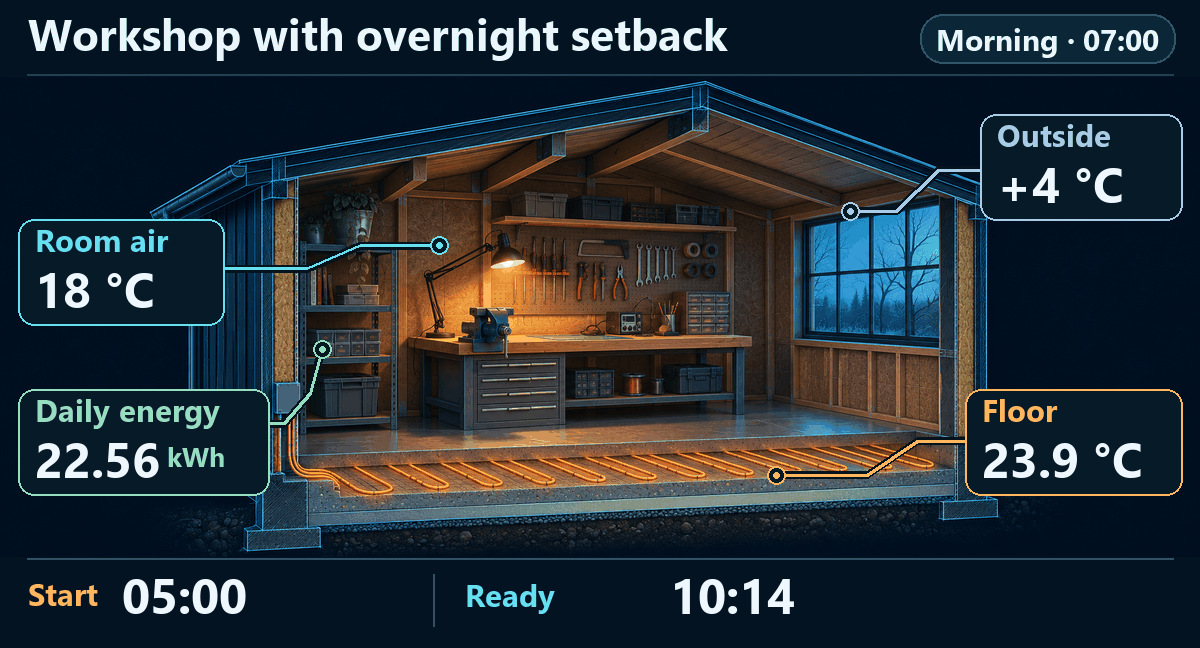 Workshop with overnight setback
Morning · 07:00
Outside
+4 °C
Room air
18 °C
Daily energy
22.56 kWh
Floor
23.9 °C
Start 05:00
Ready 10:14